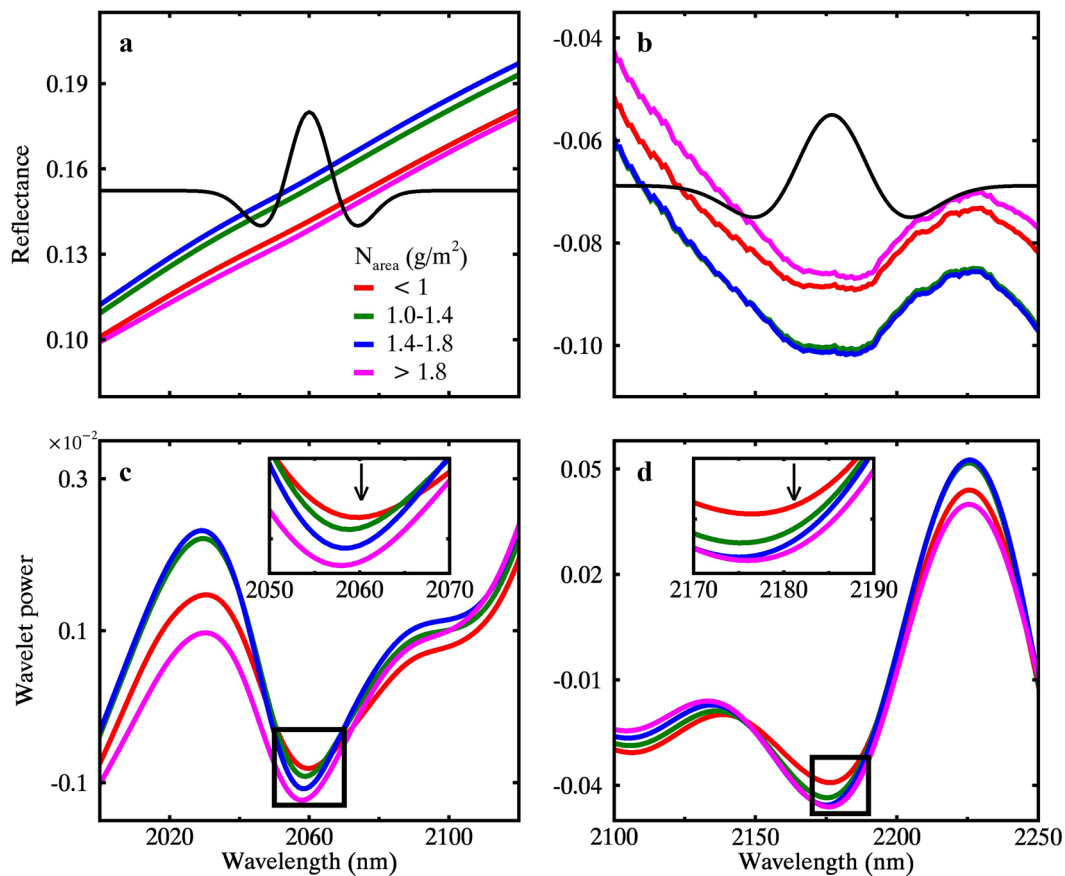 a
b
0.19
0.16
0.13
0.10
Reflectance
N_area (g/m²)
< 1
1.0-1.4
1.4-1.8
> 1.8
-0.04
-0.06
-0.08
-0.10
c
d
×10⁻²
0.3
0.1
-0.1
Wavelet power
2050 2060 2070
2020 2060 2100
Wavelength (nm)
0.05
0.02
-0.01
-0.04
2170 2180 2190
2100 2150 2200 2250
Wavelength (nm)